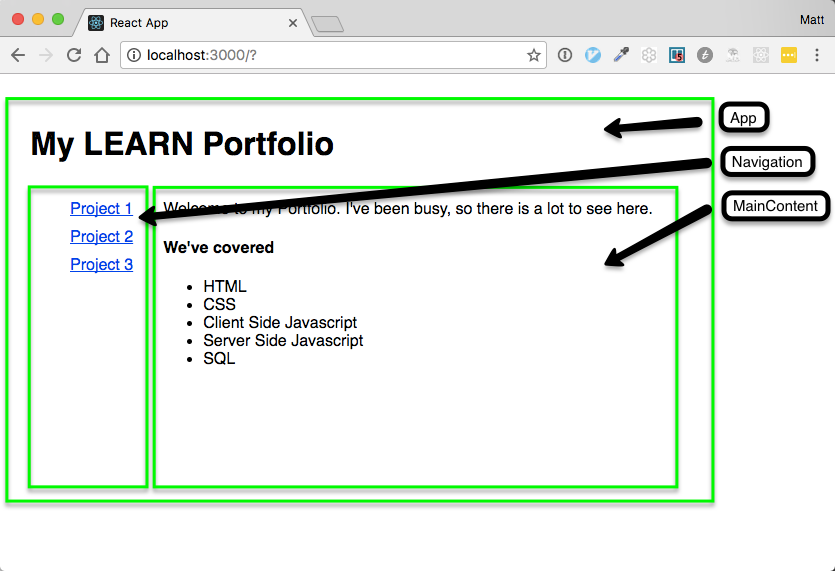 React App
Matt
localhost:3000/?
5
App
My LEARN Portfolio
Navigation
Project 1
Project 2
Project 3
MainContent
Welcome to my Portfolio. I've been busy, so there is a lot to see here.
We've covered
HTML
CSS
Client Side Javascript
Server Side Javascript
SQL